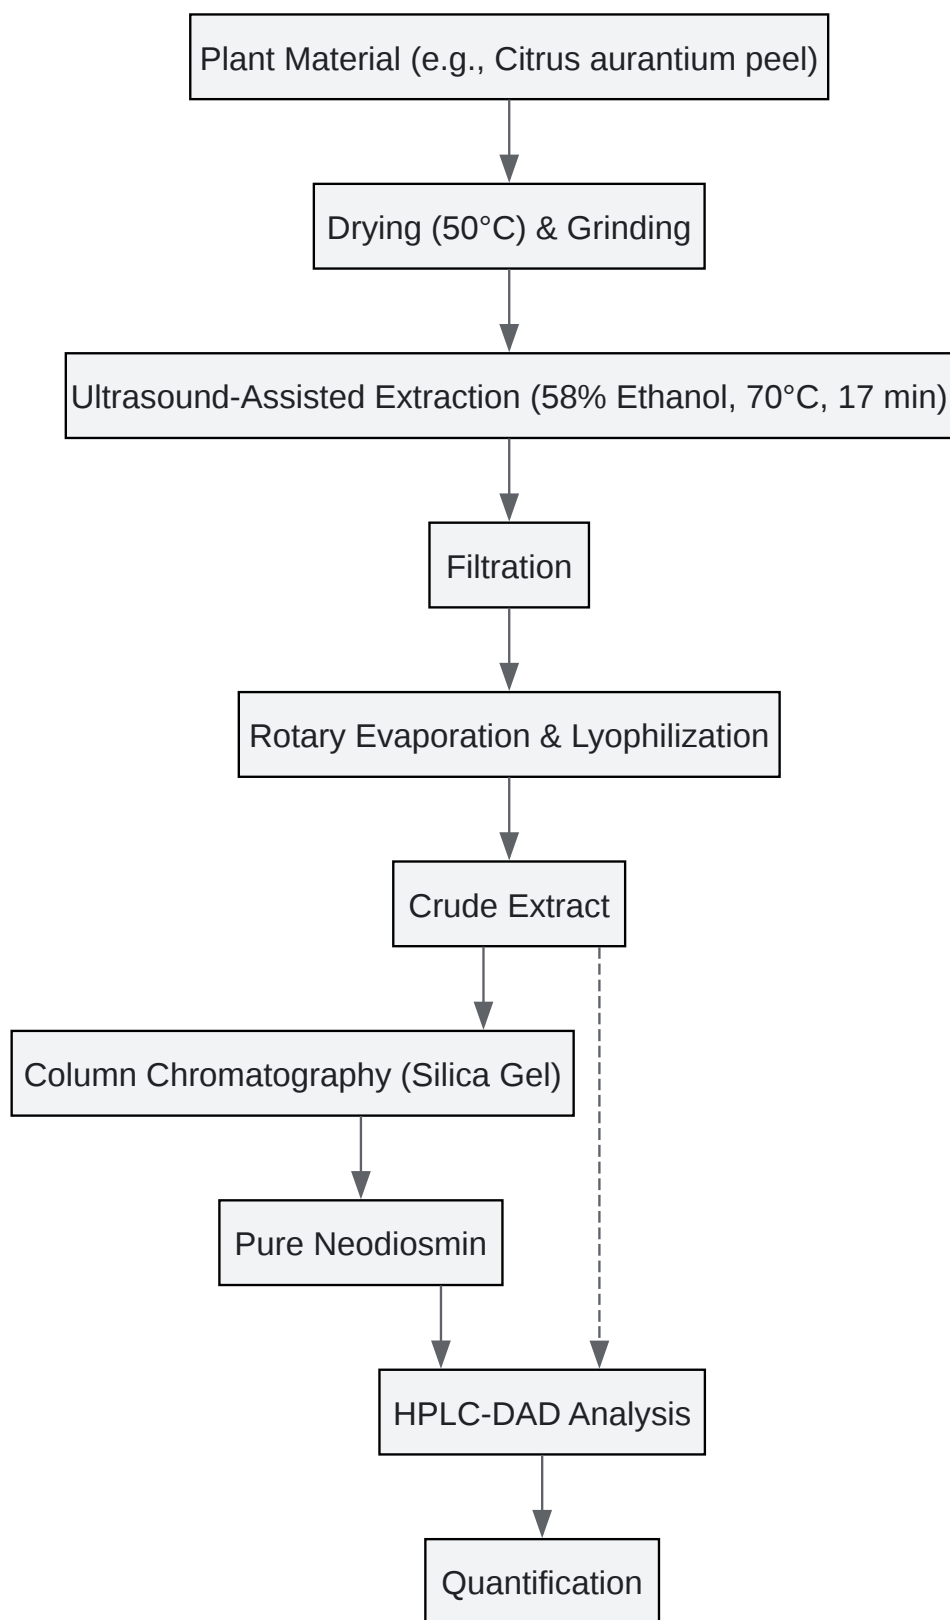 Plant Material (e.g., Citrus aurantium peel)
Drying (50°C) & Grinding
Ultrasound-Assisted Extraction (58% Ethanol, 70°C, 17 min)
Filtration
Rotary Evaporation & Lyophilization
Crude Extract
Column Chromatography (Silica Gel)
Pure Neodiosmin
HPLC-DAD Analysis
Quantification